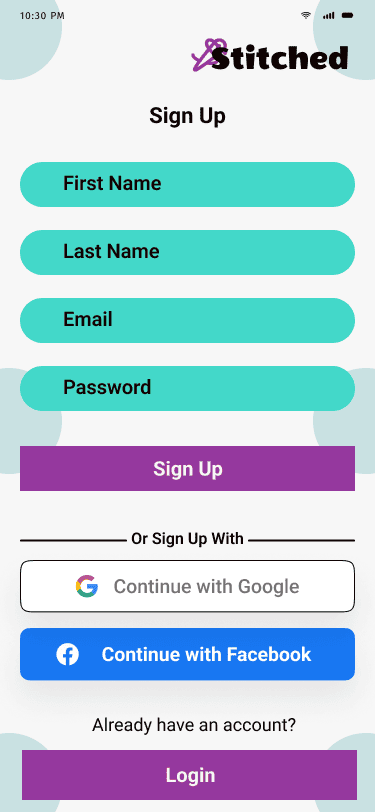 10:30 PM
Stitched
Sign Up
First Name
Last Name
Email
Password
Sign Up
Or Sign Up With
Continue with Google
Continue with Facebook
Already have an account?
Login